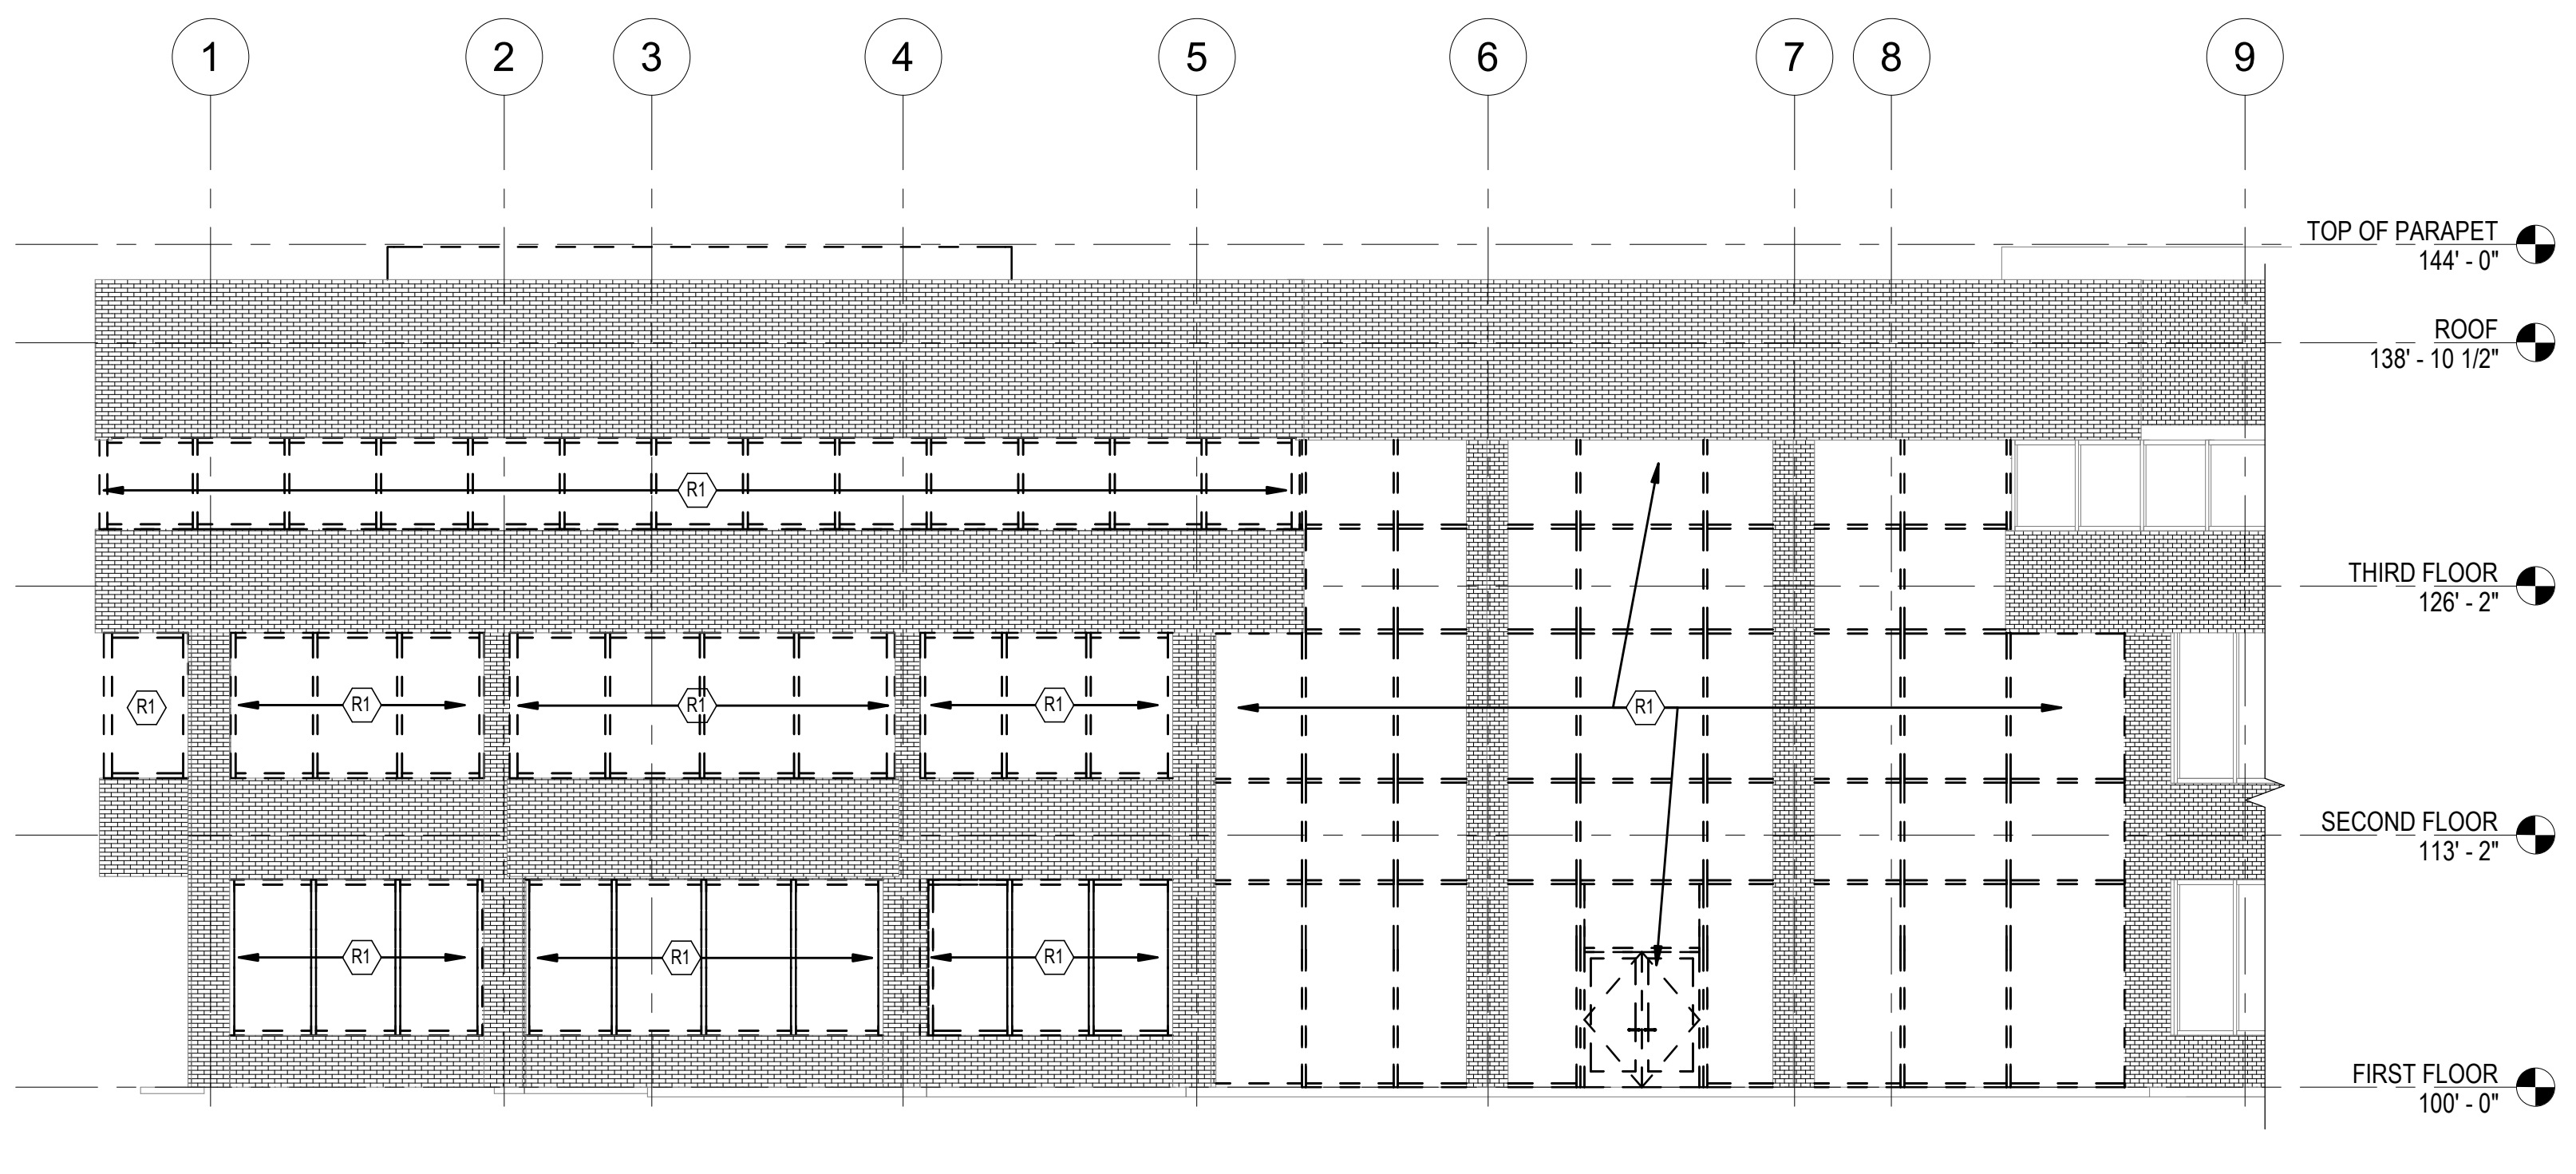 1 2 3 4 5 6 7 8 9
TOP OF PARAPET
144' - 0"
ROOF
138' - 10 1/2"
R1
THIRD FLOOR
126' - 2"
R1 R1 R1 R1 R1
SECOND FLOOR
113' - 2"
R1 R1 R1
FIRST FLOOR
100' - 0"